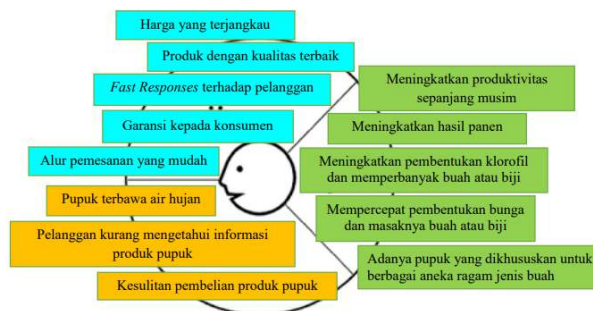 Harga yang terjangkau
Produk dengan kualitas terbaik
Fast Responses terhadap pelanggan
Garansi kepada konsumen
Alur pemesanan yang mudah
Pupuk terbawa air hujan
Pelanggan kurang mengetahui informasi
produk pupuk
Kesulitan pembelian produk pupuk
Meningkatkan produktivitas
sepanjang musim
Meningkatkan hasil panen
Meningkatkan pembentukan klorofil
dan memperbanyak buah atau biji
Mempercepat pembentukan bunga
dan masaknya buah atau biji
Adanya pupuk yang dikhususkan untuk
berbagai aneka ragam jenis buah